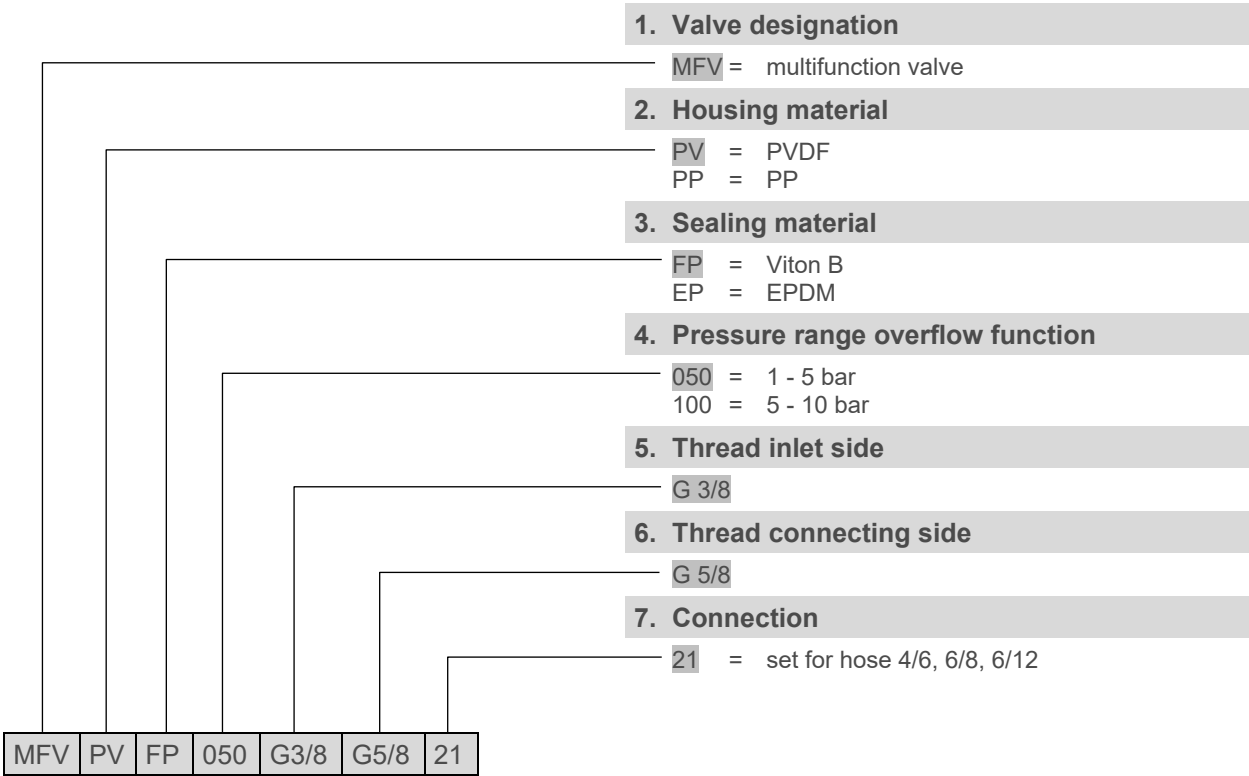 1. Valve designation
MFV = multifunction valve
2. Housing material
PV = PVDF
PP = PP
3. Sealing material
FP = Viton B
EP = EPDM
4. Pressure range overflow function
050 = 1 - 5 bar
100 = 5 - 10 bar
5. Thread inlet side
G 3/8
6. Thread connecting side
G 5/8
7. Connection
21 = set for hose 4/6, 6/8, 6/12
MFV PV FP 050 G3/8 G5/8 21